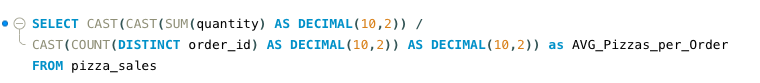 SELECT CAST(CAST(SUM(quantity) AS DECIMAL(10,2)) /
CAST(COUNT(DISTINCT order_id) AS DECIMAL(10,2)) AS DECIMAL(10,2)) as AVG_Pizzas_per_Order
FROM pizza_sales